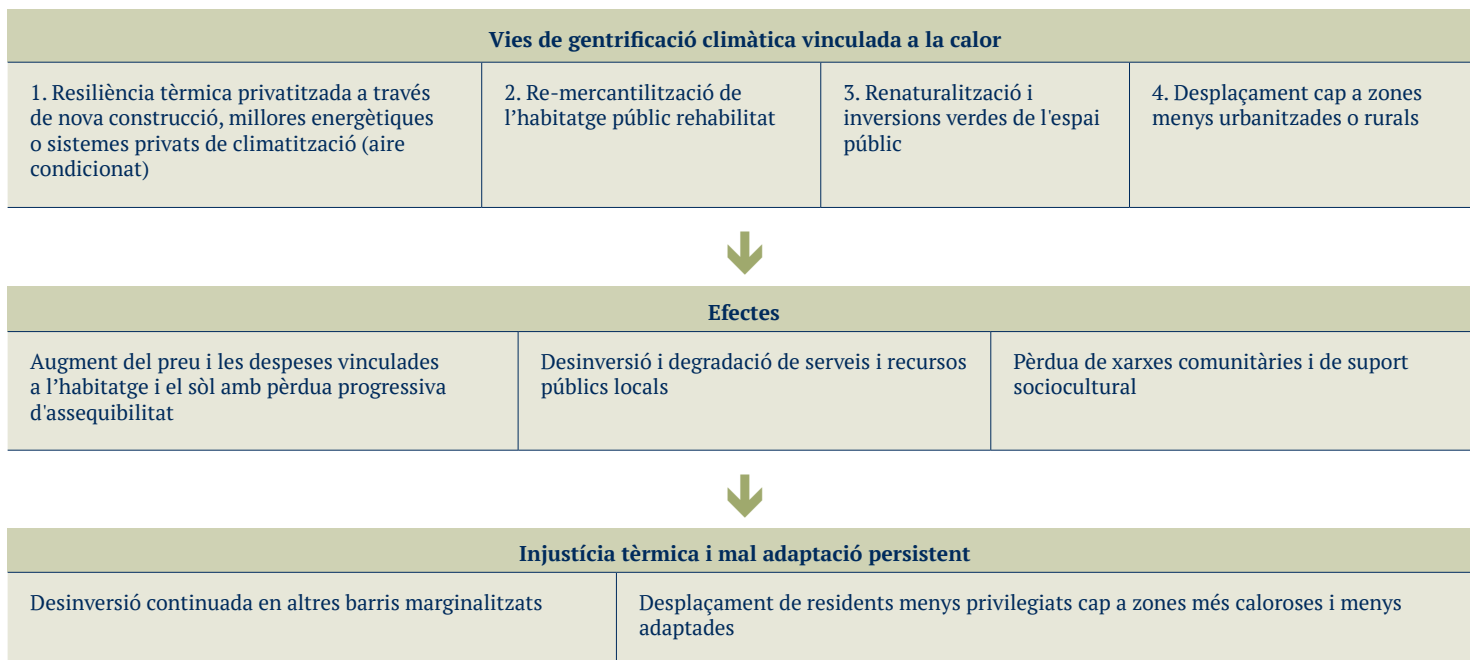 Vies de gentrificació climàtica vinculada a la calor
1. Resiliència tèrmica privatitzada a través
de nova construcció, millores energètiques
o sistemes privats de climatització (aire
condicionat)
2. Re-mercantilització de
l’habitatge públic rehabilitat
3. Renaturalització i
inversions verdes de l'espai
públic
4. Desplaçament cap a zones
menys urbanitzades o rurals
Efectes
Augment del preu i les despeses vinculades
a l’habitatge i el sòl amb pèrdua progressiva
d'assequibilitat
Desinversió i degradació de serveis i recursos
públics locals
Pèrdua de xarxes comunitàries i de suport
sociocultural
Injustícia tèrmica i mal adaptació persistent
Desinversió continuada en altres barris marginalitzats
Desplaçament de residents menys privilegiats cap a zones més caloroses i menys
adaptades